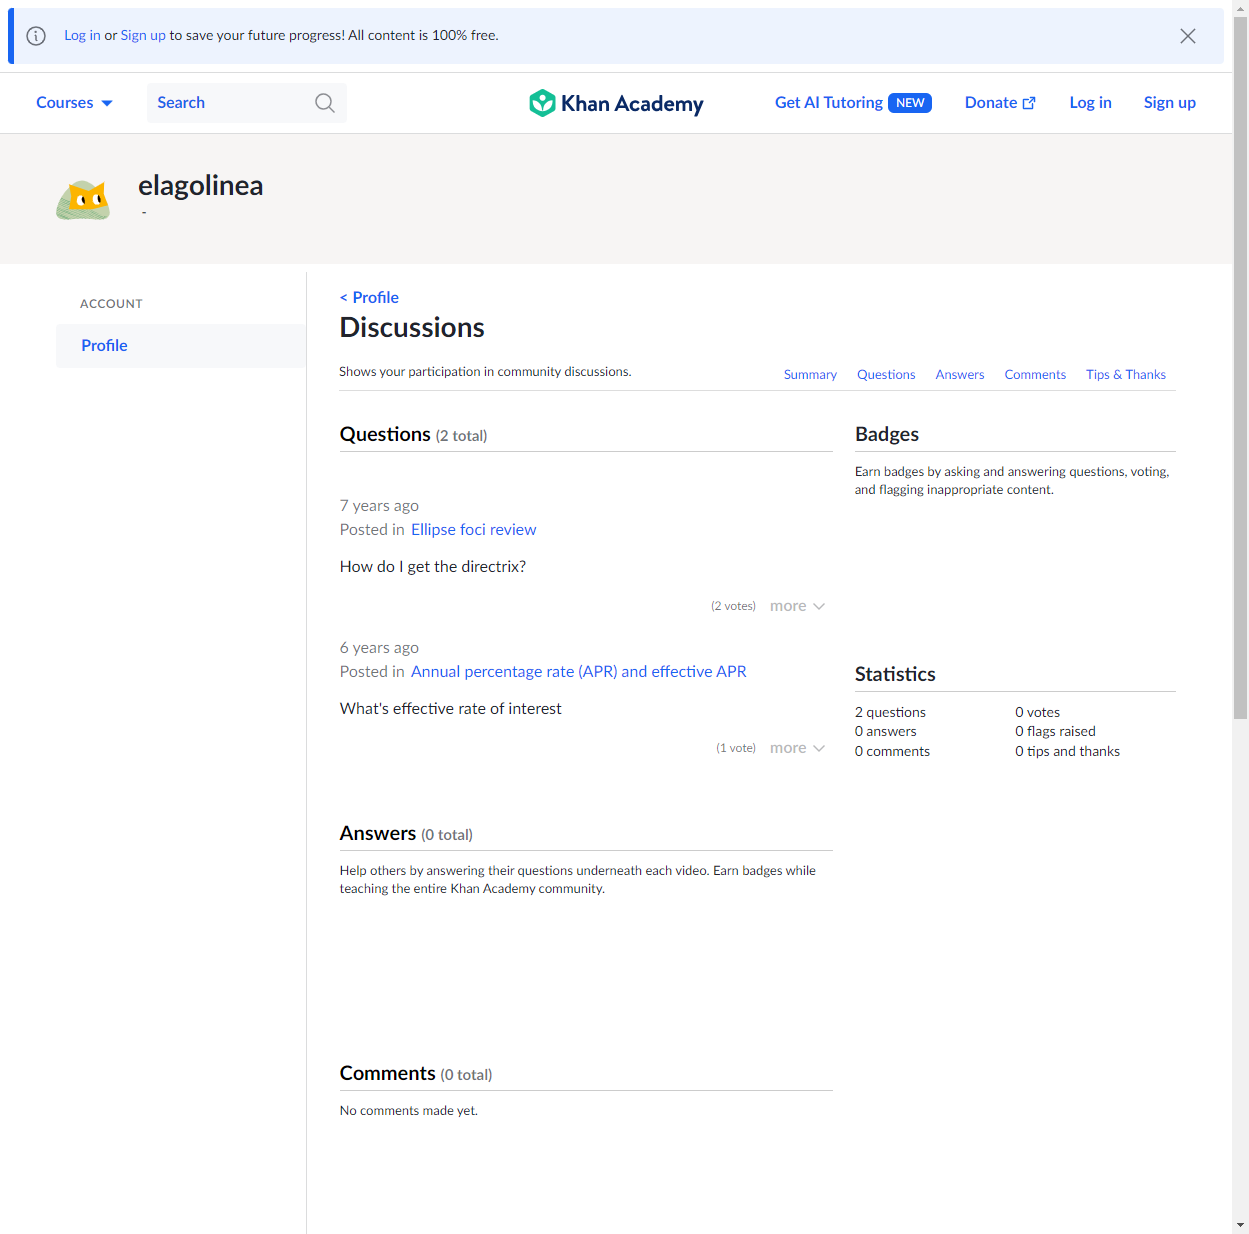 Log in or Sign up to save your future progress! All content is 100% free.
Courses
Search
Khan Academy
Get AI Tutoring NEW
Donate
Log in
Sign up
elagolinea
-
ACCOUNT
Profile
< Profile
Discussions
Shows your participation in community discussions.
Summary
Questions
Answers
Comments
Tips & Thanks
Questions (2 total)
7 years ago
Posted in Ellipse foci review
How do I get the directrix?
(2 votes) more
6 years ago
Posted in Annual percentage rate (APR) and effective APR
What's effective rate of interest
(1 vote) more
Answers (0 total)
Help others by answering their questions underneath each video. Earn badges while
teaching the entire Khan Academy community.
Comments (0 total)
No comments made yet.
Badges
Earn badges by asking and answering questions, voting,
and flagging inappropriate content.
Statistics
2 questions
0 answers
0 comments
0 votes
0 flags raised
0 tips and thanks